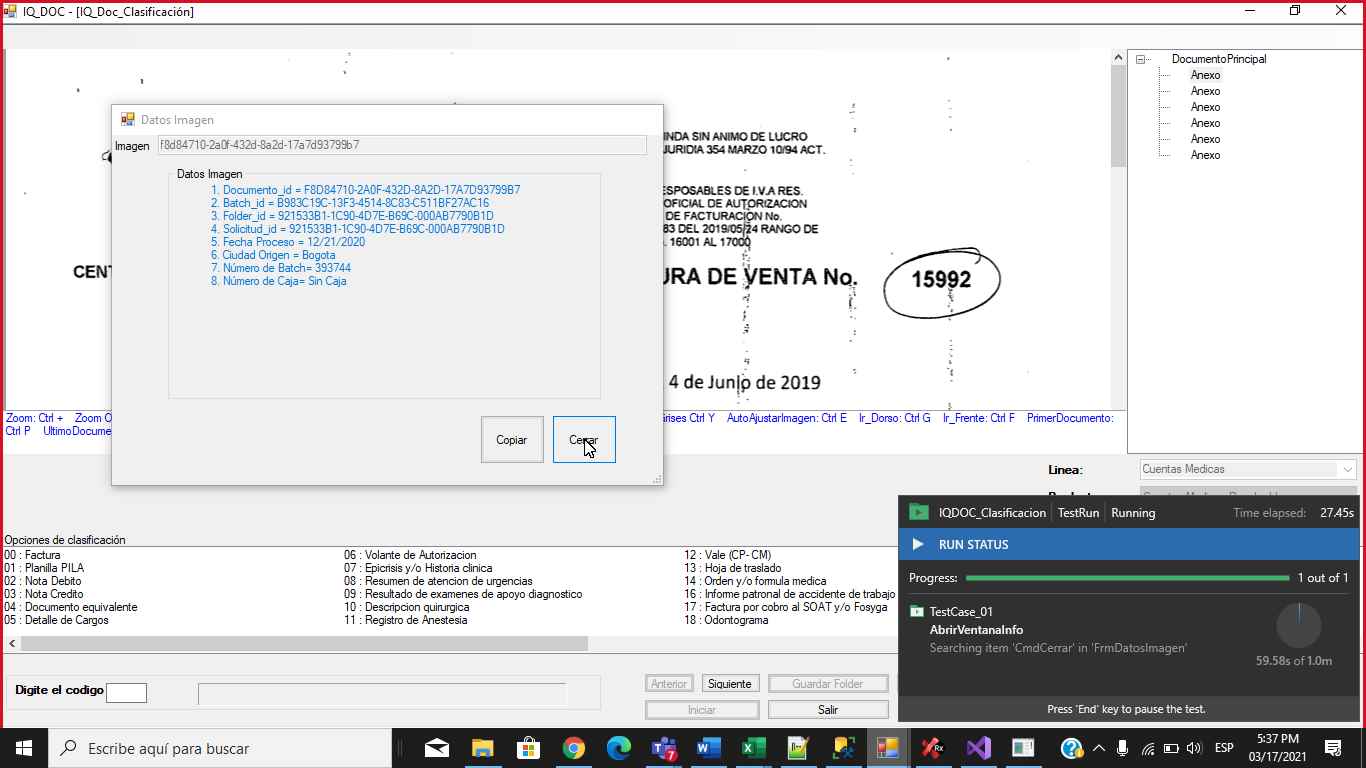 IQ_DOC - [IQ_Doc_Clasificación]
DocumentoPrincipal
Anexo
Anexo
Anexo
Anexo
Anexo
Anexo
Datos Imagen
Imagen f8d84710-2a0f-432d-8a2d-17a7d93799b7
Datos Imagen
1. Documento_id = F8D84710-2A0F-432D-8A2D-17A7D93799B7
2. Batch_id = B983C19C-13F3-4514-8C83-C511BF27AC16
3. Folder_id = 921533B1-1C90-4D7E-B69C-000AB7790B1D
4. Solicitud_id = 921533B1-1C90-4D7E-B69C-000AB7790B1D
5. Fecha Proceso = 12/21/2020
6. Ciudad Origen = Bogota
7. Número de Batch= 393744
8. Número de Caja= Sin Caja
Copiar Cerrar
INDA SIN ANIMO DE LUCRO
JURIDIA 354 MARZO 10/94 ACT.
ESPOSABLES DE I.V.A RES.
OFICIAL DE AUTORIZACION
DE FACTURACIÓN No.
83 DEL 2019/05/24 RANGO DE
. 16001 AL 17000
CENT
URA DE VENTA No. 15992
4 de Junio de 2019
Zoom: Ctrl + Zoom O
Grises Ctrl Y AutoAjustarImagen: Ctrl E Ir_Dorso: Ctrl G Ir_Frente: Ctrl F PrimerDocumento:
Ctrl P UltimoDocume
Linea: Cuentas Medicas
Opciones de clasificación
00 : Factura
01 : Planilla PILA
02 : Nota Debito
03 : Nota Credito
04 : Documento equivalente
05 : Detalle de Cargos
06 : Volante de Autorizacion
07 : Epicrisis y/o Historia clinica
08 : Resumen de atencion de urgencias
09 : Resultado de examenes de apoyo diagnostico
10 : Descripcion quirurgica
11 : Registro de Anestesia
12 : Vale (CP-CM)
13 : Hoja de traslado
14 : Orden y/o formula medica
16 : Informe patronal de accidente de trabajo
17 : Factura por cobro al SOAT y/o Fosyga
18 : Odontograma
Digite el codigo
Anterior Siguiente Guardar Folder
Iniciar Salir
IQDOC_Clasificacion TestRun Running Time elapsed: 27.45s
RUN STATUS
Progress: 1 out of 1
TestCase_01
AbrirVentanaInfo
Searching item 'CmdCerrar' in 'FrmDatosImagen'
59.58s of 1.0m
Press 'End' key to pause the test.
Escribe aquí para buscar
7
Rx
ESP
5:37 PM
03/17/2021